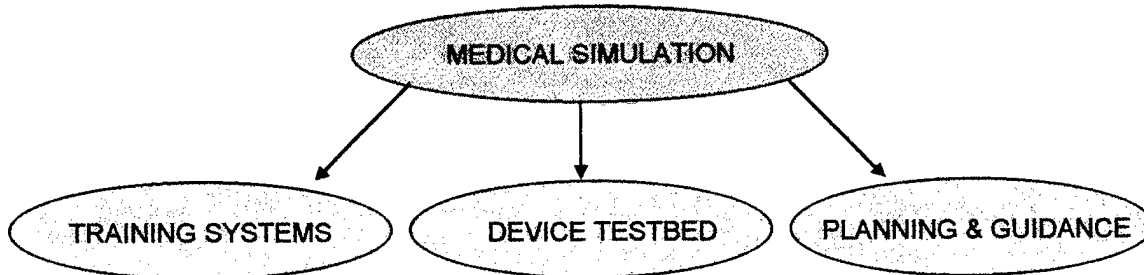 MEDICAL SIMULATION
TRAINING SYSTEMS
DEVICE TESTBED
PLANNING & GUIDANCE